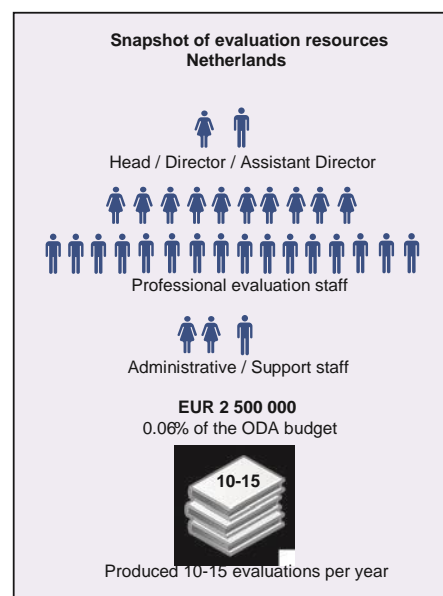 Snapshot of evaluation resources
Netherlands
Head / Director / Assistant Director
Professional evaluation staff
Administrative / Support staff
EUR 2 500 000
0.06% of the ODA budget
10-15
Produced 10-15 evaluations per year